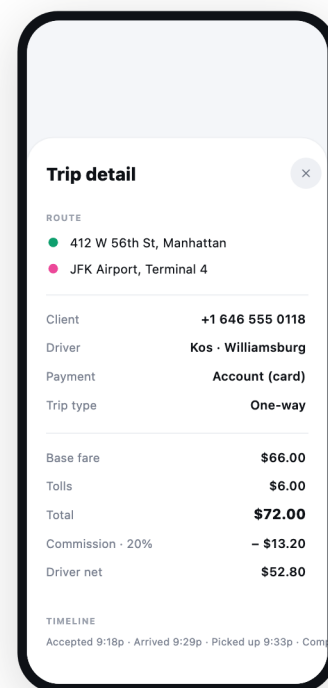 Trip detail
×
ROUTE
412 W 56th St, Manhattan
JFK Airport, Terminal 4
Client +1 646 555 0118
Driver Kos · Williamsburg
Payment Account (card)
Trip type One-way
Base fare $66.00
Tolls $6.00
Total $72.00
Commission · 20% – $13.20
Driver net $52.80
TIMELINE
Accepted 9:18p · Arrived 9:29p · Picked up 9:33p ·